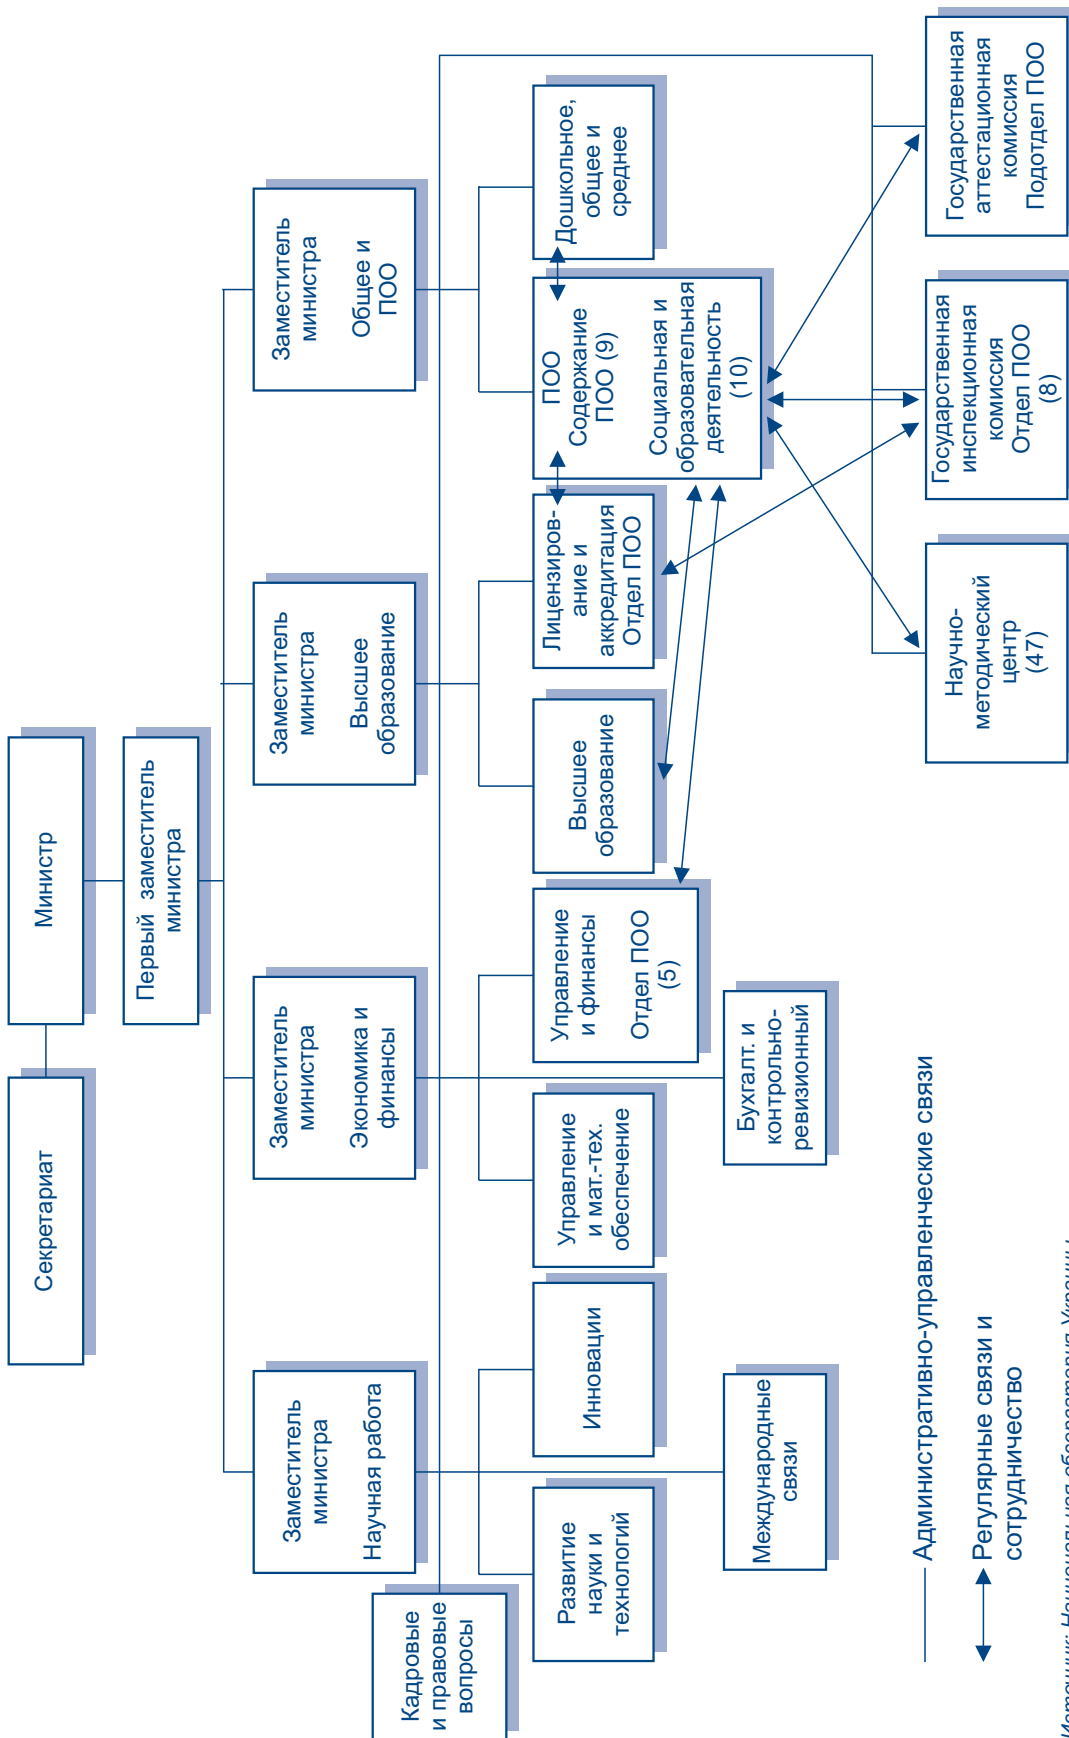 Министр
Секретариат
Первый заместитель
министра
Заместитель
министра
Научная работа
Заместитель
министра
Экономика и
финансы
Заместитель
министра
Высшее
образование
Заместитель
министра
Общее и
ПОО
Кадровые
и правовые
вопросы
Развитие
науки и
технологий
Инновации
Управление
и мат.-тех.
обеспечение
Управление
и финансы
Отдел ПОО
(5)
Высшее
образование
Лицензиров-
ание и
аккредитация
Отдел ПОО
ПОО
Содержание
ПОО (9)
Социальная и
образовательная
деятельность
(10)
Дошкольное,
общее и
среднее
Международные
связи
Бухгалт. и
контрольно-
ревизионный
Научно-
методический
центр
(47)
Государственная
инспекционная
комиссия
Отдел ПОО
(8)
Государственная
аттестационная
комиссия
Подотдел ПОО
Административно-управленческие связи
Регулярные связи и
сотрудничество
Источник: Национальная обсерватория Украины